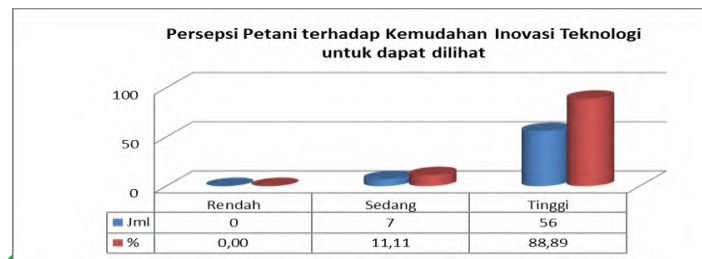 Persepsi Petani terhadap Kemudahan Inovasi Teknologi
untuk dapat dilihat
100
50
0
Rendah Sedang Tinggi
Jml 0 7 56
% 0,00 11,11 88,89